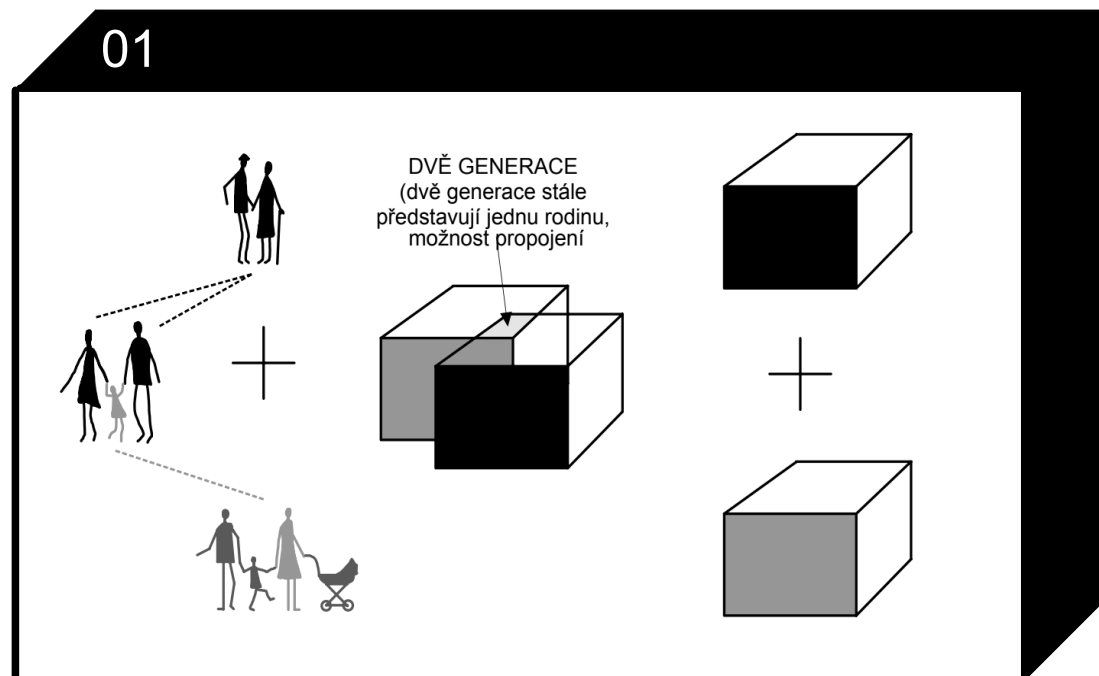 01
DVĚ GENERACE
(dvě generace stále
představují jednu rodinu,
možnost propojení